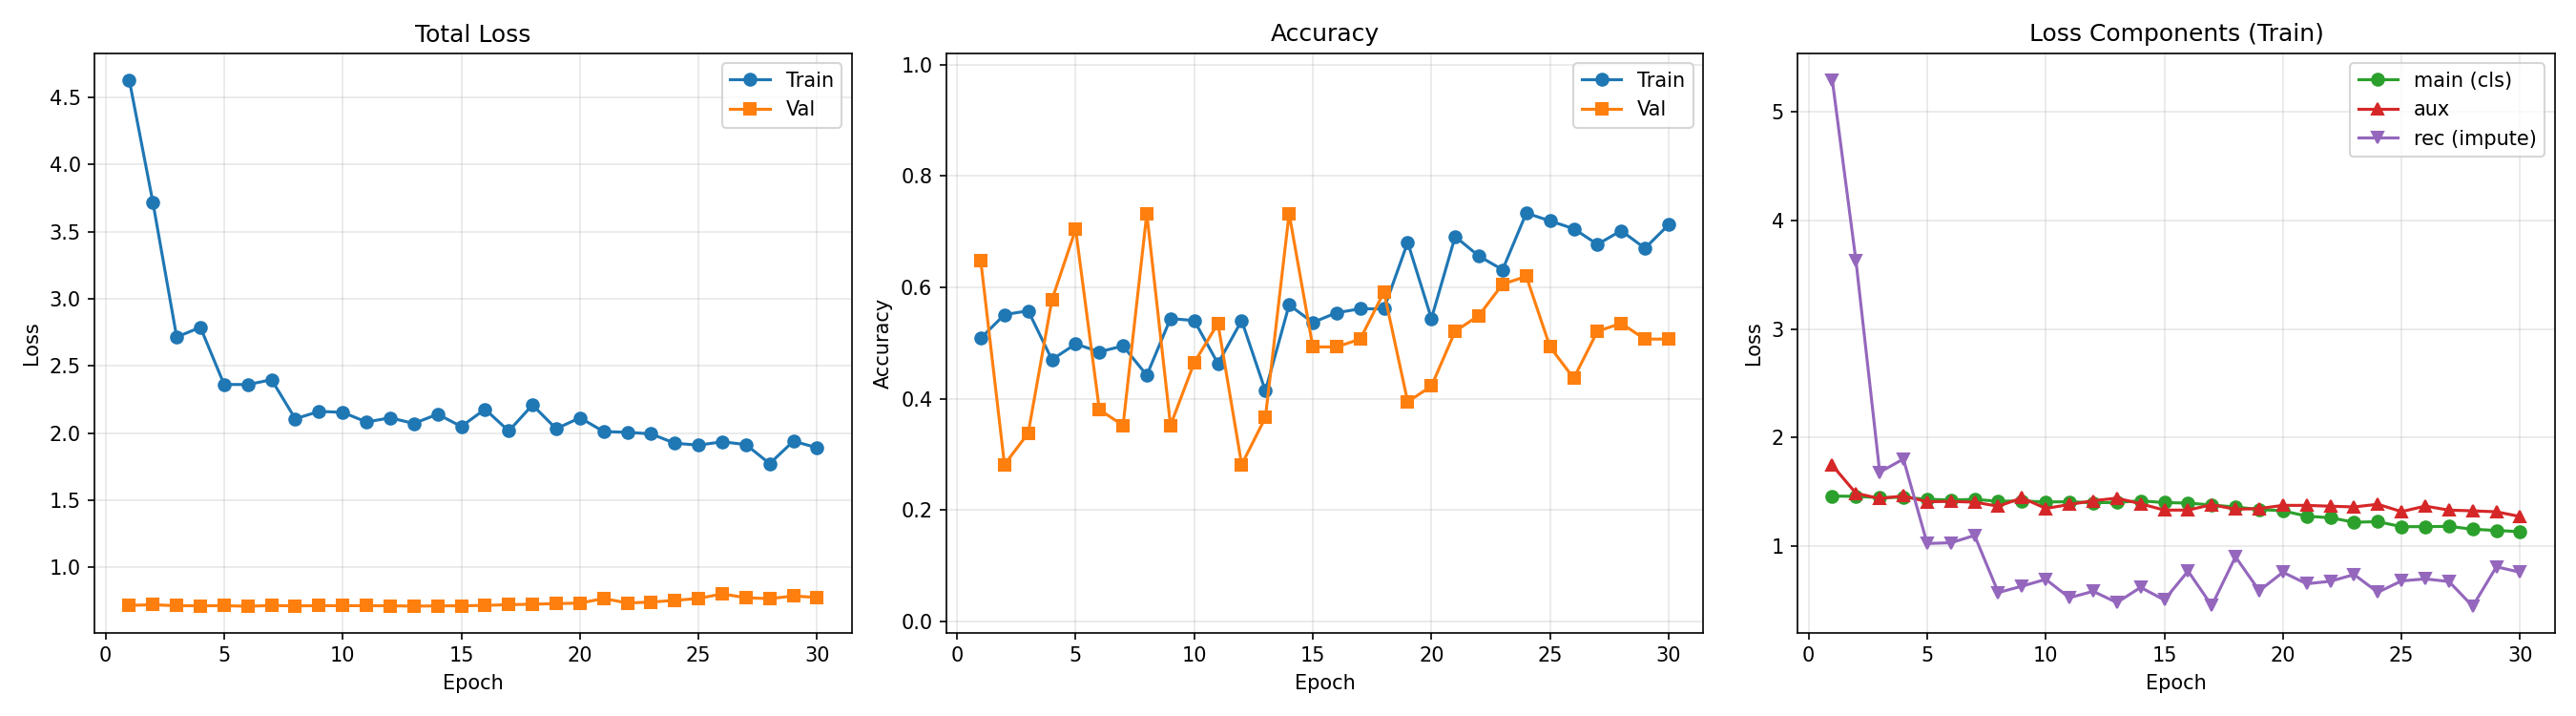 Total Loss
Train
Val
4.5
4.0
3.5
3.0
2.5
2.0
1.5
1.0
Loss
0 5 10 15 20 25 30
Epoch
Accuracy
Train
Val
1.0
0.8
0.6
0.4
0.2
0.0
Accuracy
0 5 10 15 20 25 30
Epoch
Loss Components (Train)
main (cls)
aux
rec (impute)
5
4
3
2
1
Loss
0 5 10 15 20 25 30
Epoch